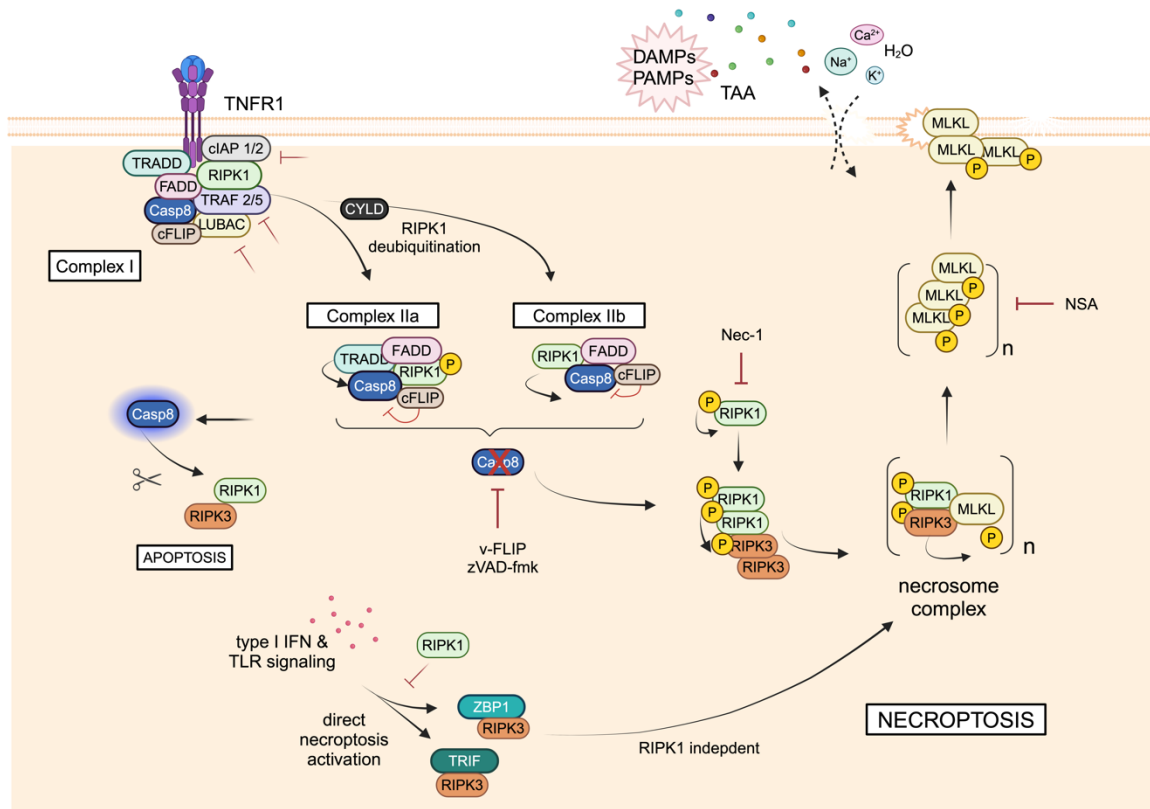 DAMPs
PAMPs
TAA
Ca²⁺
Na⁺
H₂O
K⁺
TNFR1
TRADD
cIAP 1/2
RIPK1
FADD
TRAF 2/5
Casp8
LUBAC
cFLIP
Complex I
CYLD
RIPK1
deubiquitination
MLKL
MLKL
MLKL
P
P
Complex IIa
TRADD
FADD
RIPK1
P
Casp8
cFLIP
Complex IIb
RIPK1
FADD
Casp8
cFLIP
MLKL
MLKL
MLKL
P
P
P
n
NSA
Nec-1
P
RIPK1
Casp8
RIPK1
RIPK3
APOPTOSIS
Casp8
v-FLIP
zVAD-fmk
P
RIPK1
P
RIPK1
P
RIPK3
RIPK3
P
RIPK1
P
RIPK3
MLKL
P
n
necrosome
complex
type I IFN &
TLR signaling
RIPK1
direct
necroptosis
activation
ZBP1
RIPK3
TRIF
RIPK3
RIPK1 indepdent
NECROPTOSIS